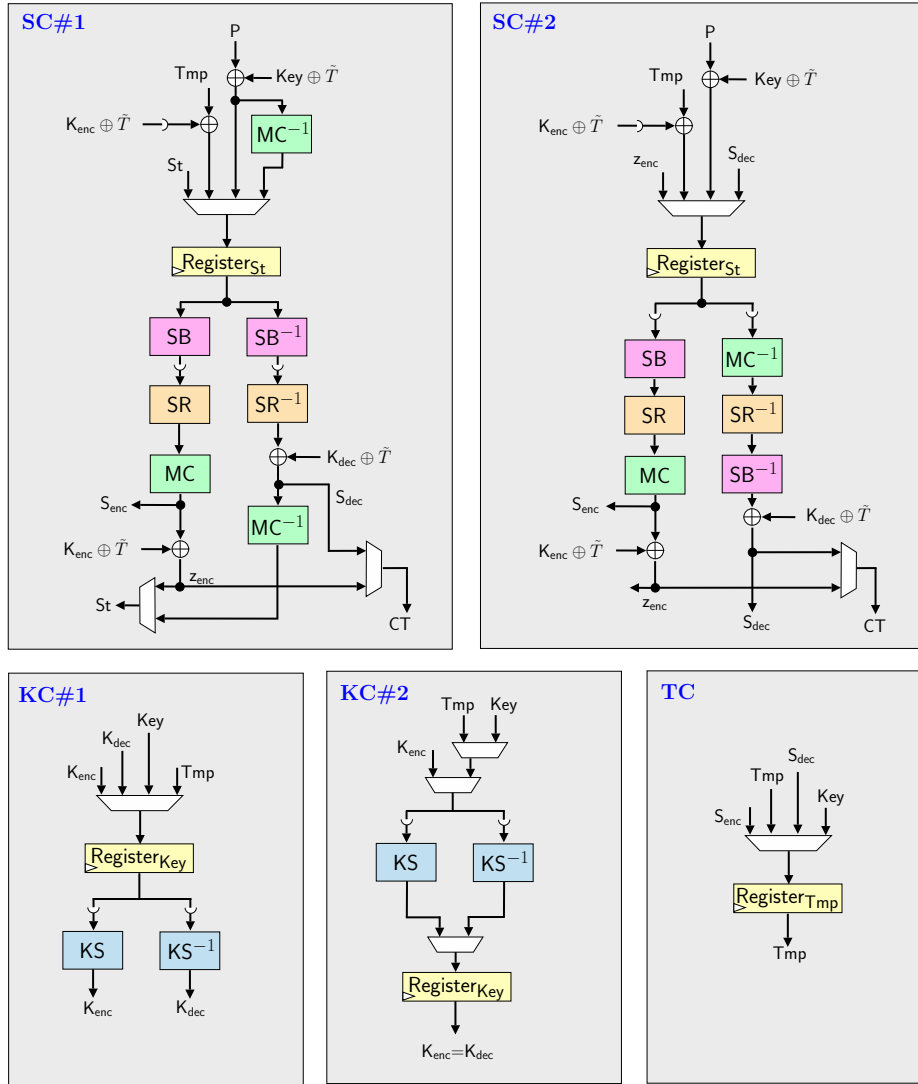 SC#1
P
Tmp
Key ⊕ T̃
K_enc ⊕ T̃
MC⁻¹
St
Register_St
SB
SB⁻¹
SR
SR⁻¹
MC
K_dec ⊕ T̃
S_dec
S_enc
MC⁻¹
K_enc ⊕ T̃
z_enc
St
CT
SC#2
P
Tmp
Key ⊕ T̃
K_enc ⊕ T̃
z_enc
S_dec
Register_St
SB
MC⁻¹
SR
SR⁻¹
MC
SB⁻¹
S_enc
K_dec ⊕ T̃
K_enc ⊕ T̃
z_enc
S_dec
CT
KC#1
Key
K_dec
K_enc
Tmp
Register_Key
KS
KS⁻¹
K_enc
K_dec
KC#2
Tmp
Key
K_enc
KS
KS⁻¹
Register_Key
K_enc=K_dec
TC
S_dec
Tmp
Key
S_enc
Register_Tmp
Tmp